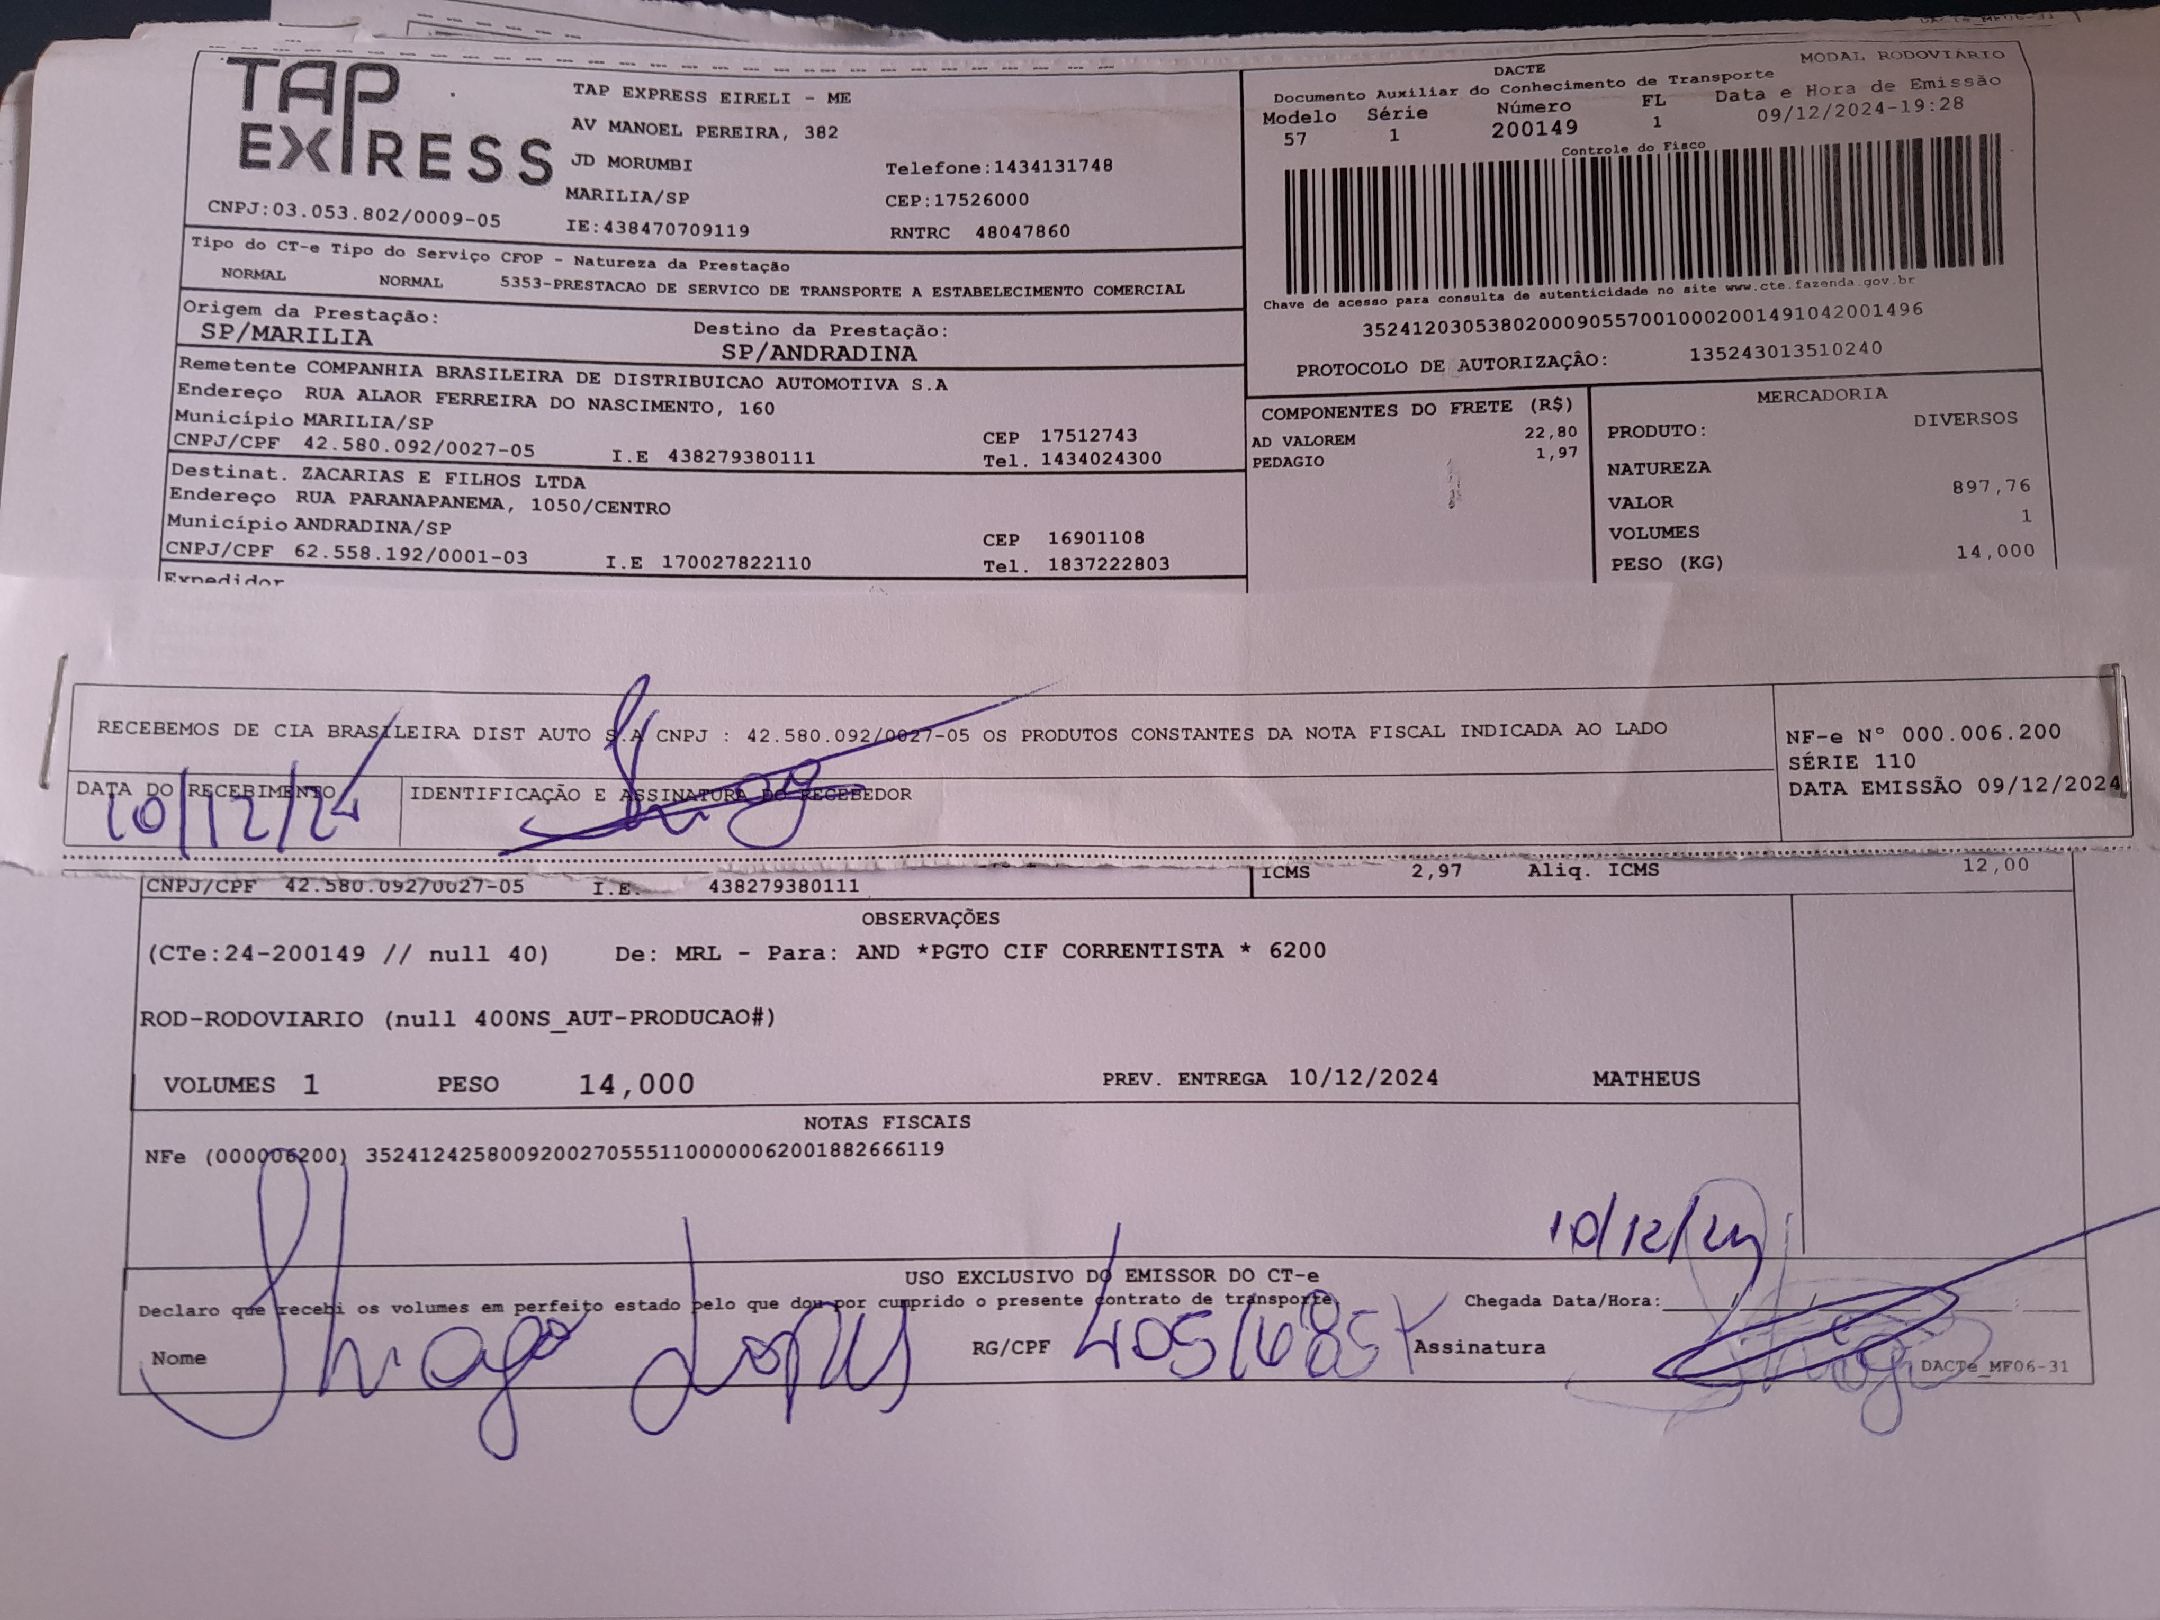 TAP
EXPRESS
TAP EXPRESS EIRELI - ME
AV MANOEL PEREIRA, 382
JD MORUMBI
Telefone:1434131748
MARILIA/SP
CEP:17526000
CNPJ:03.053.802/0009-05
IE:438470709119
RNTRC 48047860
MODAL RODOVIÁRIO
DACTE
Documento Auxiliar do Conhecimento de Transporte
Modelo Série Número FL Data e Hora de Emissão
57 1 200149 1 09/12/2024-19:28
Controle do Fisco
Chave de acesso para consulta de autenticidade no site www.cte.fazenda.gov.br
35241203053802000905570010002001491042001496
PROTOCOLO DE AUTORIZAÇÂO: 135243013510240
Tipo do CT-e Tipo do Serviço CFOP - Natureza da Prestação
NORMAL NORMAL 5353-PRESTACAO DE SERVICO DE TRANSPORTE A ESTABELECIMENTO COMERCIAL
Origem da Prestação:
SP/MARILIA
Destino da Prestação:
SP/ANDRADINA
Remetente COMPANHIA BRASILEIRA DE DISTRIBUICAO AUTOMOTIVA S.A
Endereço RUA ALAOR FERREIRA DO NASCIMENTO, 160
Município MARILIA/SP
CEP 17512743
CNPJ/CPF 42.580.092/0027-05 I.E 438279380111 Tel. 1434024300
Destinat. ZACARIAS E FILHOS LTDA
Endereço RUA PARANAPANEMA, 1050/CENTRO
Município ANDRADINA/SP
CEP 16901108
CNPJ/CPF 62.558.192/0001-03 I.E 170027822110 Tel. 1837222803
Expedidor
COMPONENTES DO FRETE (R$)
AD VALOREM 22,80
PEDAGIO 1,97
MERCADORIA
PRODUTO: DIVERSOS
NATUREZA
VALOR 897,76
VOLUMES 1
PESO (KG) 14,000
RECEBEMOS DE CIA BRASILEIRA DIST AUTO S.A CNPJ : 42.580.092/0027-05 OS PRODUTOS CONSTANTES DA NOTA FISCAL INDICADA AO LADO
NF-e N° 000.006.200
SÉRIE 110
DATA EMISSÃO 09/12/2024
DATA DO RECEBIMENTO
10/12/24
IDENTIFICAÇÃO E ASSINATURA DO RECEBEDOR
CNPJ/CPF 42.580.092/0027-05 I.E. 438279380111
ICMS 2,97 Aliq. ICMS 12,00
OBSERVAÇÕES
(CTe:24-200149 // null 40) De: MRL - Para: AND *PGTO CIF CORRENTISTA * 6200
ROD-RODOVIARIO (null 400NS_AUT-PRODUCAO#)
VOLUMES 1 PESO 14,000 PREV. ENTREGA 10/12/2024 MATHEUS
NOTAS FISCAIS
NFe (000006200) 35241242580092002705551100000062001882666119
10/12/24
USO EXCLUSIVO DO EMISSOR DO CT-e
Declaro que recebi os volumes em perfeito estado pelo que dou por cumprido o presente contrato de transporte
Chegada Data/Hora:
Nome Thiago Lopes RG/CPF Assinatura
DACTe_MF06-31